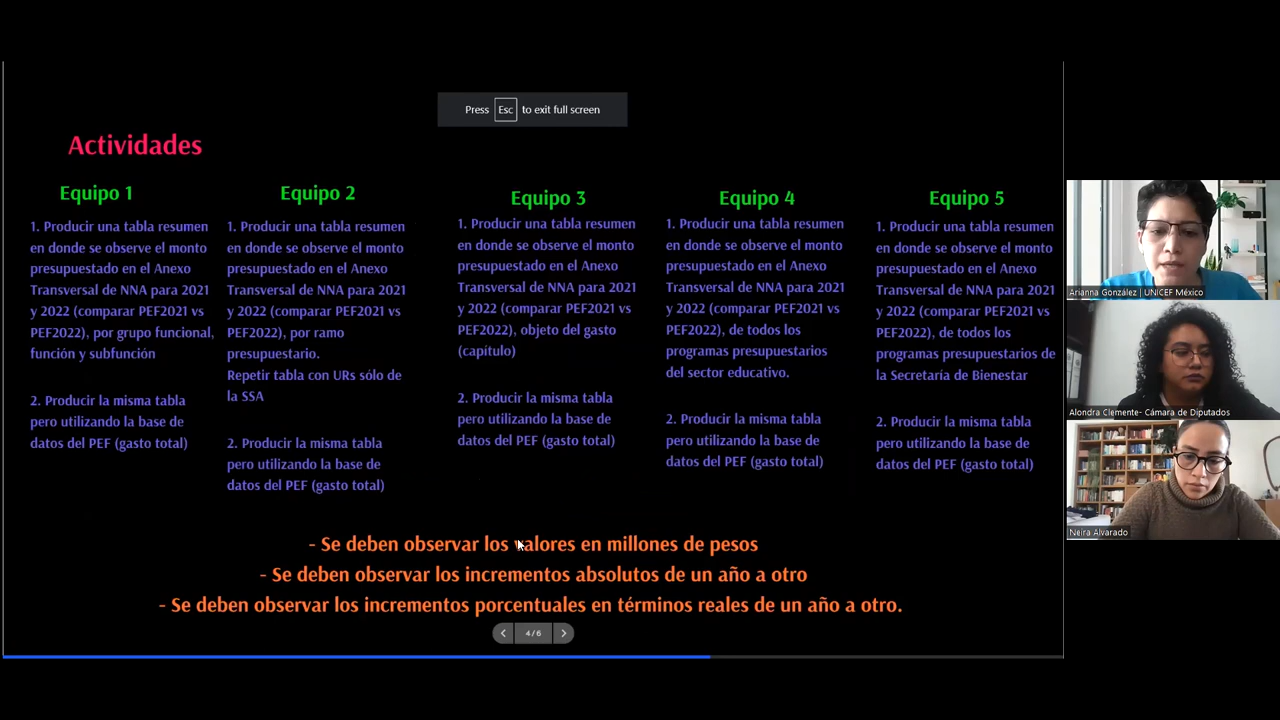 Press Esc to exit full screen
Actividades
Equipo 1
1. Producir una tabla resumen
en donde se observe el monto
presupuestado en el Anexo
Transversal de NNA para 2021
y 2022 (comparar PEF2021 vs
PEF2022), por grupo funcional,
función y subfunción
2. Producir la misma tabla
pero utilizando la base de
datos del PEF (gasto total)
Equipo 2
1. Producir una tabla resumen
en donde se observe el monto
presupuestado en el Anexo
Transversal de NNA para 2021
y 2022 (comparar PEF2021 vs
PEF2022), por ramo
presupuestario.
Repetir tabla con URs sólo de
la SSA
2. Producir la misma tabla
pero utilizando la base de
datos del PEF (gasto total)
Equipo 3
1. Producir una tabla resumen
en donde se observe el monto
presupuestado en el Anexo
Transversal de NNA para 2021
y 2022 (comparar PEF2021 vs
PEF2022), objeto del gasto
(capítulo)
2. Producir la misma tabla
pero utilizando la base de
datos del PEF (gasto total)
Equipo 4
1. Producir una tabla resumen
en donde se observe el monto
presupuestado en el Anexo
Transversal de NNA para 2021
y 2022 (comparar PEF2021 vs
PEF2022), de todos los
programas presupuestarios
del sector educativo.
2. Producir la misma tabla
pero utilizando la base de
datos del PEF (gasto total)
Equipo 5
1. Producir una tabla resumen
en donde se observe el monto
presupuestado en el Anexo
Transversal de NNA para 2021
y 2022 (comparar PEF2021 vs
PEF2022), de todos los
programas presupuestarios de
la Secretaría de Bienestar
2. Producir la misma tabla
pero utilizando la base de
datos del PEF (gasto total)
- Se deben observar los valores en millones de pesos
- Se deben observar los incrementos absolutos de un año a otro
- Se deben observar los incrementos porcentuales en términos reales de un año a otro.
4/6
Arianna González | UNICEF México
Alondra Clemente- Cámara de Diputados
Neira Alvarado